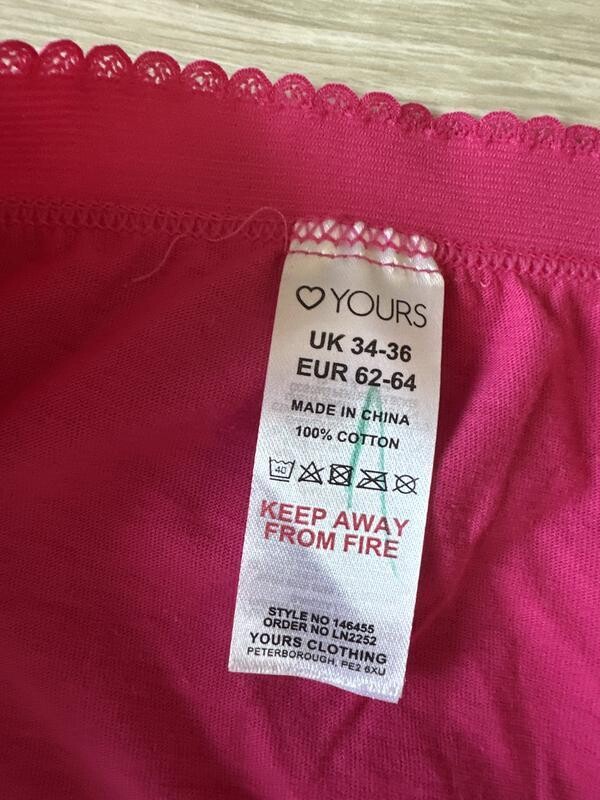 YOURS
UK 34-36
EUR 62-64
MADE IN CHINA
100% COTTON
40
KEEP AWAY
FROM FIRE
STYLE NO 146455
ORDER NO LN2252
YOURS CLOTHING
PETERBOROUGH, PE2 6XU